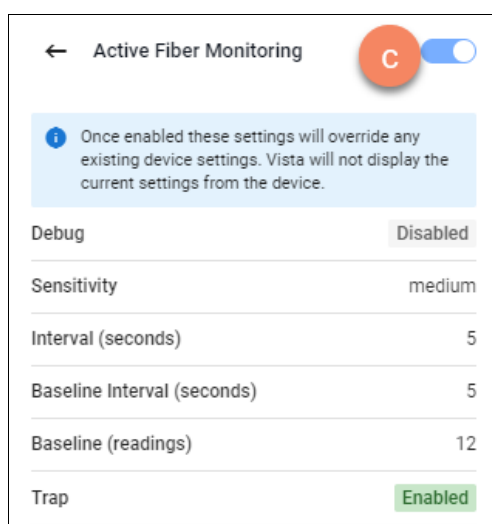 ← Active Fiber Monitoring C
Once enabled these settings will override any
existing device settings. Vista will not display the
current settings from the device.
Debug Disabled
Sensitivity medium
Interval (seconds) 5
Baseline Interval (seconds) 5
Baseline (readings) 12
Trap Enabled